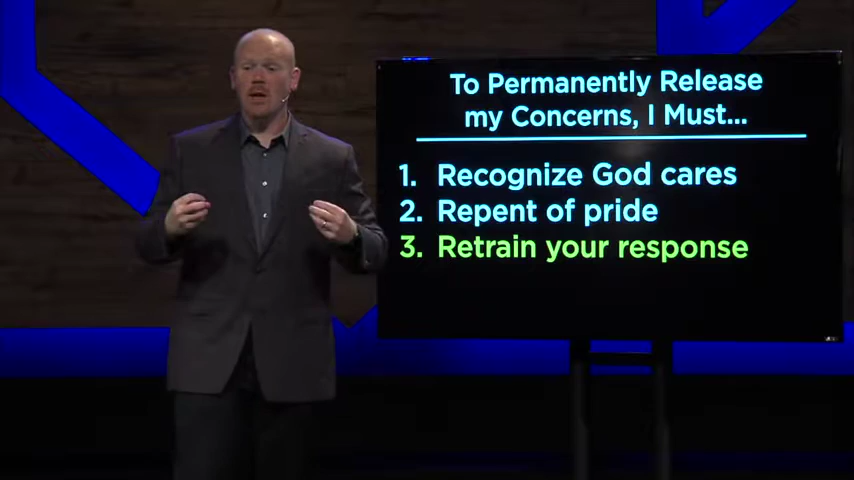 To Permanently Release
my Concerns, I Must...
1. Recognize God cares
2. Repent of pride
3. Retrain your response